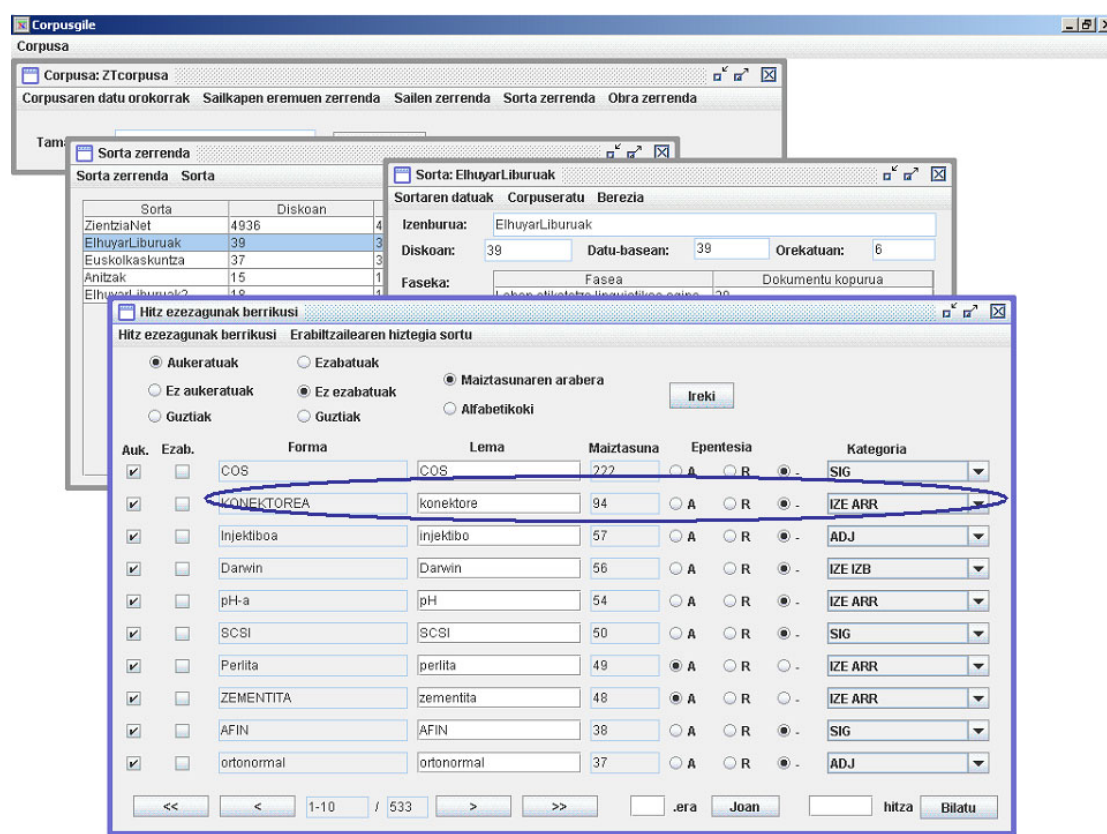 Corpusgile
Corpusa
Corpusa: ZTcorpusa
Corpusaren datu orokorrak Sailkapen eremuen zerrenda Sailen zerrenda Sorta zerrenda Obra zerrenda
Sorta zerrenda
Sorta zerrenda Sorta
Sorta Diskoan
ZientziaNet 4936 4
ElhuyarLiburuak 39 3
Euskolkaskuntza 37 3
Anitzak 15 1
Sorta: ElhuyarLiburuak
Sortaren datuak Corpuseratu Berezia
Izenburua: ElhuyarLiburuak
Diskoan: 39 Datu-basean: 39 Orekatuan: 6
Faseka: Fasea Dokumentu kopurua
Hitz ezezagunak berrikusi
Hitz ezezagunak berrikusi Erabiltzailearen hiztegia sortu
Aukeratuak Ezabatuak
Maiztasunaren arabera
Ez aukeratuak Ez ezabatuak Ireki
Guztiak Guztiak Alfabetikoki
Auk. Ezab. Forma Lema Maiztasuna Epentesia Kategoria
COS COS 222 A R - SIG
KONEKTOREA konektore 94 A R - IZE ARR
Injektiboa injektibo 57 A R - ADJ
Darwin Darwin 56 A R - IZE IZB
pH-a pH 54 A R - IZE ARR
SCSI SCSI 50 A R - SIG
Perlita perlita 49 A R - IZE ARR
ZEMENTITA zementita 48 A R - IZE ARR
AFIN AFIN 38 A R - SIG
ortonormal ortonormal 37 A R - ADJ
<< < 1-10 / 533 > >> .era Joan hitza Bilatu